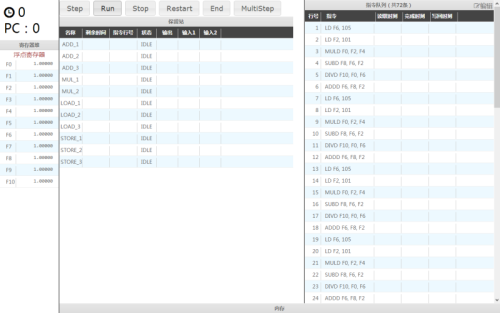 0
PC : 0
寄存器堆
浮点寄存器
F0 1.00000
F1 1.00000
F2 1.00000
F3 1.00000
F4 1.00000
F5 1.00000
F6 1.00000
F7 1.00000
F8 1.00000
F9 1.00000
F10 1.00000
Step Run Stop Restart End MultiStep
保留站
名称 剩余时间 指令行号 状态 输出 输入1 输入2
ADD_1 IDLE
ADD_2 IDLE
ADD_3 IDLE
MUL_1 IDLE
MUL_2 IDLE
LOAD_1 IDLE
LOAD_2 IDLE
LOAD_3 IDLE
STORE_1 IDLE
STORE_2 IDLE
STORE_3 IDLE
指令队列 ( 共72条 )
行号 指令 发射时刻 完成时刻 写回时刻
1 LD F6, 105
2 LD F2, 101
3 MULD F0, F2, F4
4 SUBD F8, F6, F2
5 DIVD F10, F0, F6
6 ADDD F6, F8, F2
7 LD F6, 105
8 LD F2, 101
9 MULD F0, F2, F4
10 SUBD F8, F6, F2
11 DIVD F10, F0, F6
12 ADDD F6, F8, F2
13 LD F6, 105
14 LD F2, 101
15 MULD F0, F2, F4
16 SUBD F8, F6, F2
17 DIVD F10, F0, F6
18 ADDD F6, F8, F2
19 LD F6, 105
20 LD F2, 101
21 MULD F0, F2, F4
22 SUBD F8, F6, F2
23 DIVD F10, F0, F6
24 ADDD F6, F8, F2
内存